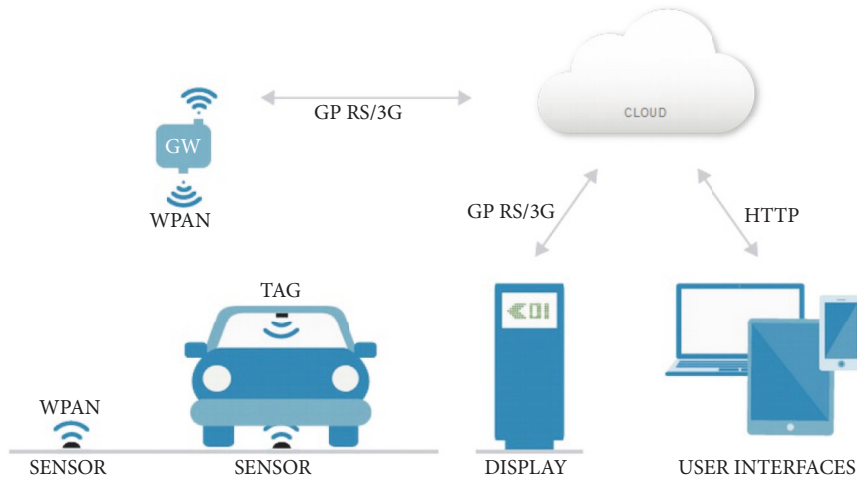 CLOUD
GP RS/3G
GW
WPAN
GP RS/3G
HTTP
TAG
WPAN
SENSOR
SENSOR
DISPLAY
USER INTERFACES